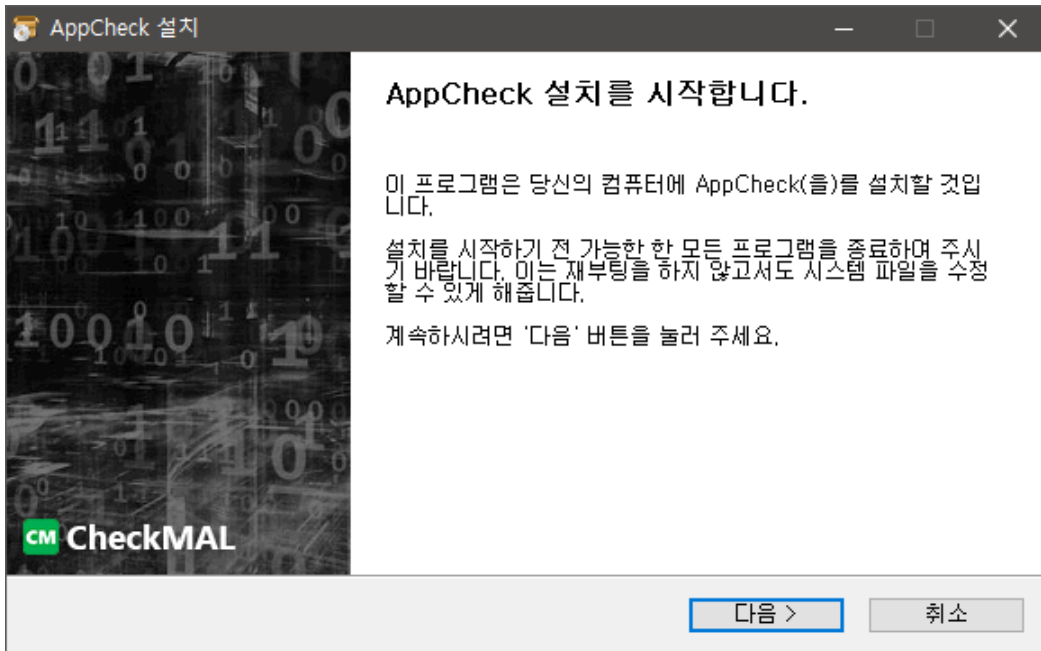 AppCheck 설치
AppCheck 설치를 시작합니다.
이 프로그램은 당신의 컴퓨터에 AppCheck(을)를 설치할 것입
니다.
설치를 시작하기 전 가능한 한 모든 프로그램을 종료하여 주시
기 바랍니다. 이는 재부팅을 하지 않고서도 시스템 파일을 수정
할 수 있게 해줍니다.
계속하시려면 '다음' 버튼을 눌러 주세요.
CM CheckMAL
다음 >
취소